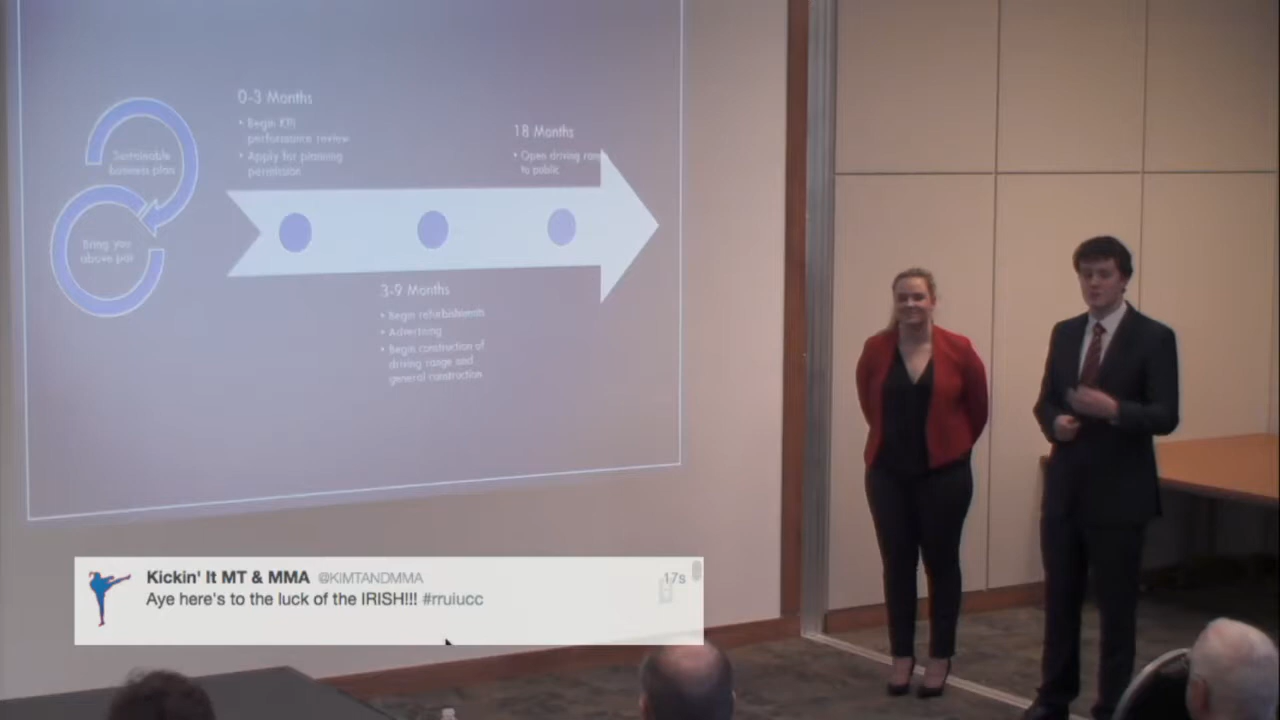 0-3 Months
• Begin KPI
performance review
• Apply for planning
permission
18 Months
• Open driving range
to public
Sustainable
business plan
Bring you
above par
3-9 Months
• Begin refurbishments
• Advertising
• Begin construction of
driving range and
general construction
Kickin' It MT & MMA @KIMTANDMMA 17s
Aye here's to the luck of the IRISH!!! #rruiucc